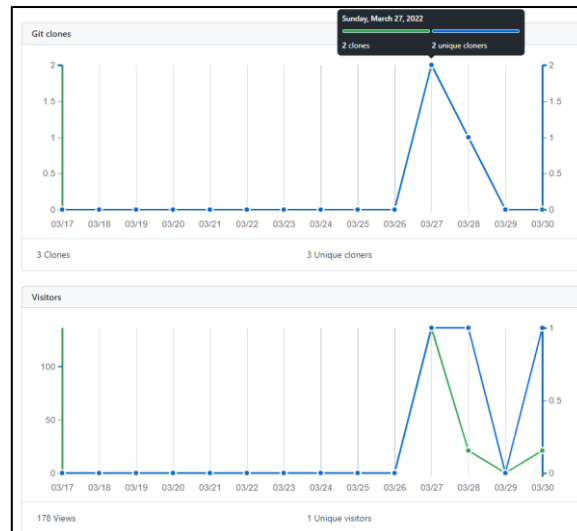 Sunday, March 27, 2022
2 clones 2 unique cloners
Git clones
2 2
1.5 1.5
1 1
0.5 0.5
0 0
03/17 03/18 03/19 03/20 03/21 03/22 03/23 03/24 03/25 03/26 03/27 03/28 03/29 03/30
3 Clones 3 Unique cloners
Visitors
1
100
0.5
50
0 0
03/17 03/18 03/19 03/20 03/21 03/22 03/23 03/24 03/25 03/26 03/27 03/28 03/29 03/30
178 Views 1 Unique visitors